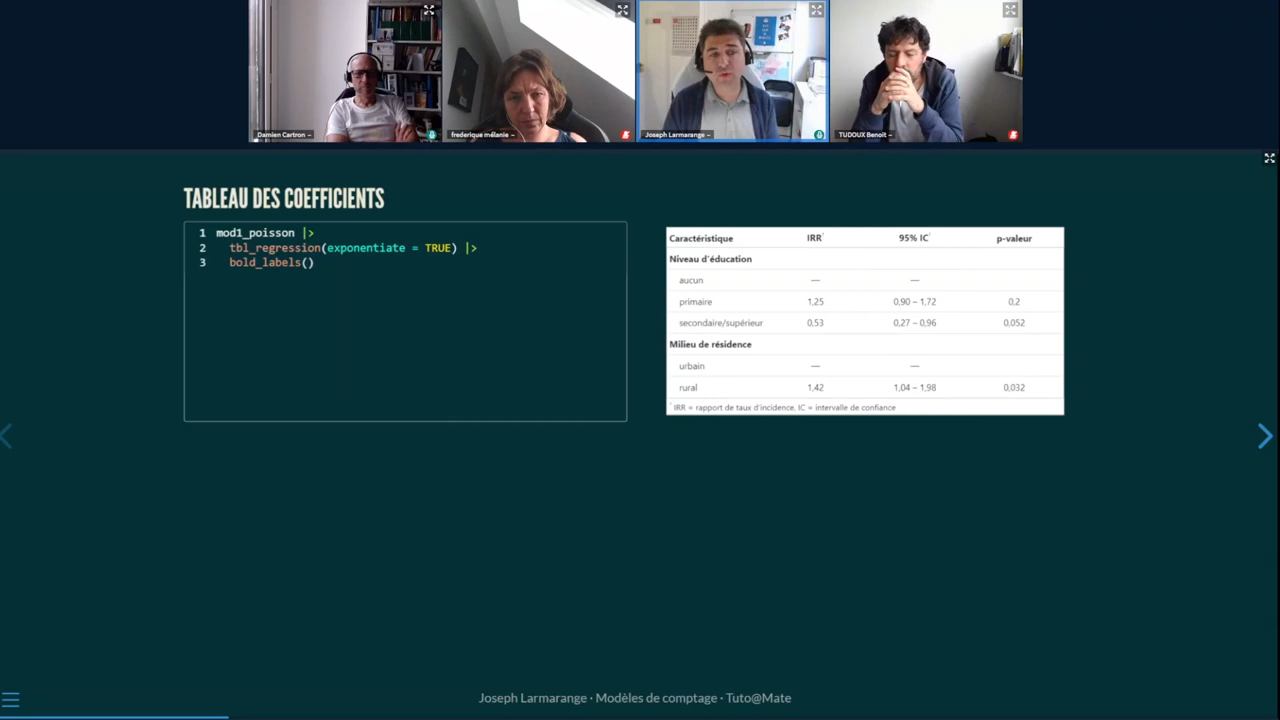 Damien Cartron
frederique mélanie
Joseph Larmarange
TUDOUX Benoit
TABLEAU DES COEFFICIENTS
1 mod1_poisson |>
2 tbl_regression(exponentiate = TRUE) |>
3 bold_labels()
Caractéristique IRR¹ 95% IC¹ p-valeur
Niveau d'éducation
aucun — —
primaire 1,25 0,90 – 1,72 0,2
secondaire/supérieur 0,53 0,27 – 0,96 0,052
Milieu de résidence
urbain — —
rural 1,42 1,04 – 1,98 0,032
¹ IRR = rapport de taux d'incidence, IC = intervalle de confiance
Joseph Larmarange · Modèles de comptage · Tuto@Mate